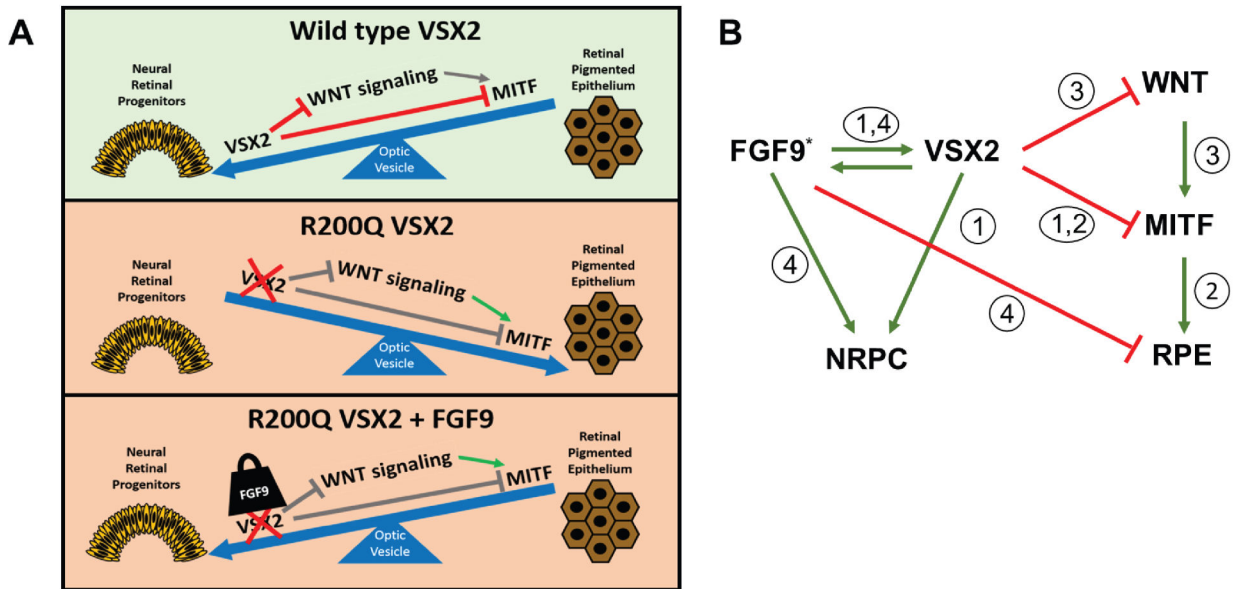 A
Wild type VSX2
Neural
Retinal
Progenitors
WNT signaling
MITF
VSX2
Optic
Vesicle
Retinal
Pigmented
Epithelium
R200Q VSX2
Neural
Retinal
Progenitors
VSX2
WNT signaling
MITF
Optic
Vesicle
Retinal
Pigmented
Epithelium
R200Q VSX2 + FGF9
Neural
Retinal
Progenitors
FGF9
VSX2
WNT signaling
MITF
Optic
Vesicle
Retinal
Pigmented
Epithelium
B
WNT
3
1,4
FGF9* VSX2
3
1,2
MITF
1
4
4
2
NRPC
RPE